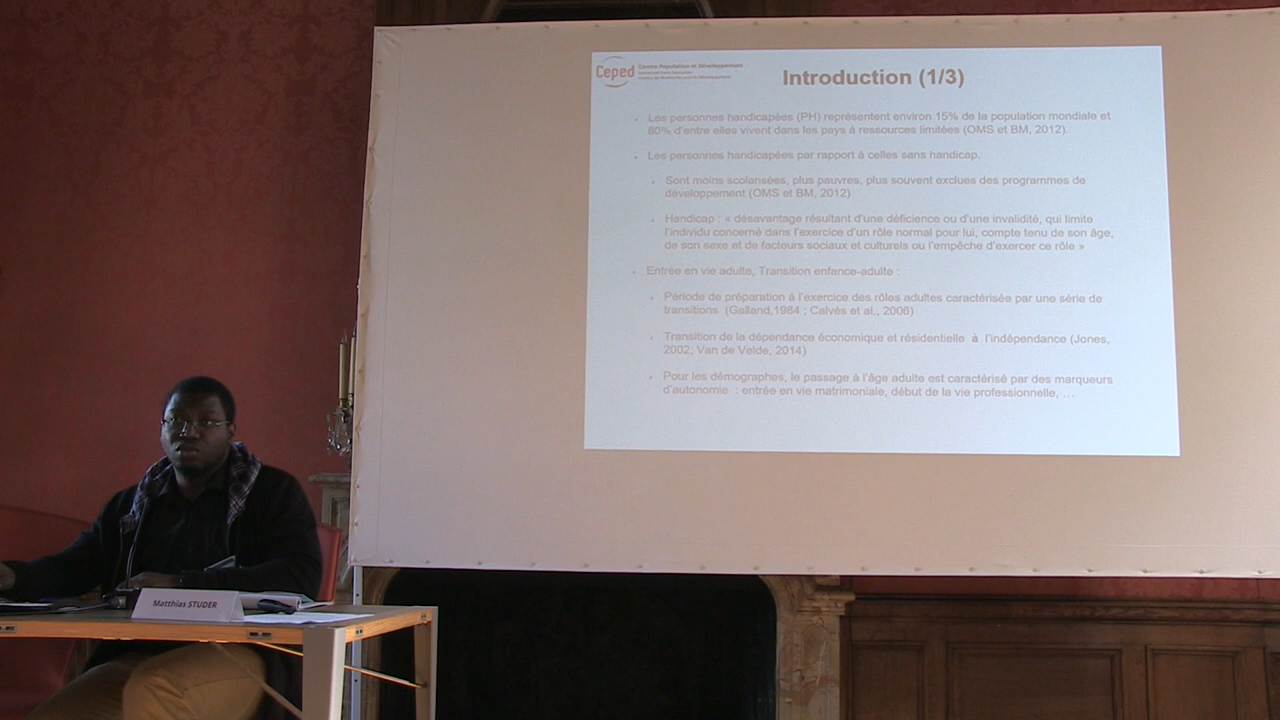 Ceped Centre Population et Développement
Introduction (1/3)
Les personnes handicapées (PH) représentent environ 15% de la population mondiale et
80% d'entre elles vivent dans les pays à ressources limitées (OMS et BM, 2012).
Les personnes handicapées par rapport à celles sans handicap.
Sont moins scolarisées, plus pauvres, plus souvent exclues des programmes de
développement (OMS et BM, 2012)
Handicap : « désavantage résultant d'une déficience ou d'une invalidité, qui limite
l'individu concerné dans l'exercice d'un rôle normal pour lui, compte tenu de son âge,
de son sexe et de facteurs sociaux et culturels ou l'empêche d'exercer ce rôle »
Entrée en vie adulte, Transition enfance-adulte :
Période de préparation à l'exercice des rôles adultes caractérisée par une série de
transitions (Galland,1984 ; Calvès et al., 2006)
Transition de la dépendance économique et résidentielle à l'indépendance (Jones,
2002; Van de Velde, 2014)
Pour les démographes, le passage à l'âge adulte est caractérisé par des marqueurs
d'autonomie : entrée en vie matrimoniale, début de la vie professionnelle, …
Matthias STUDER